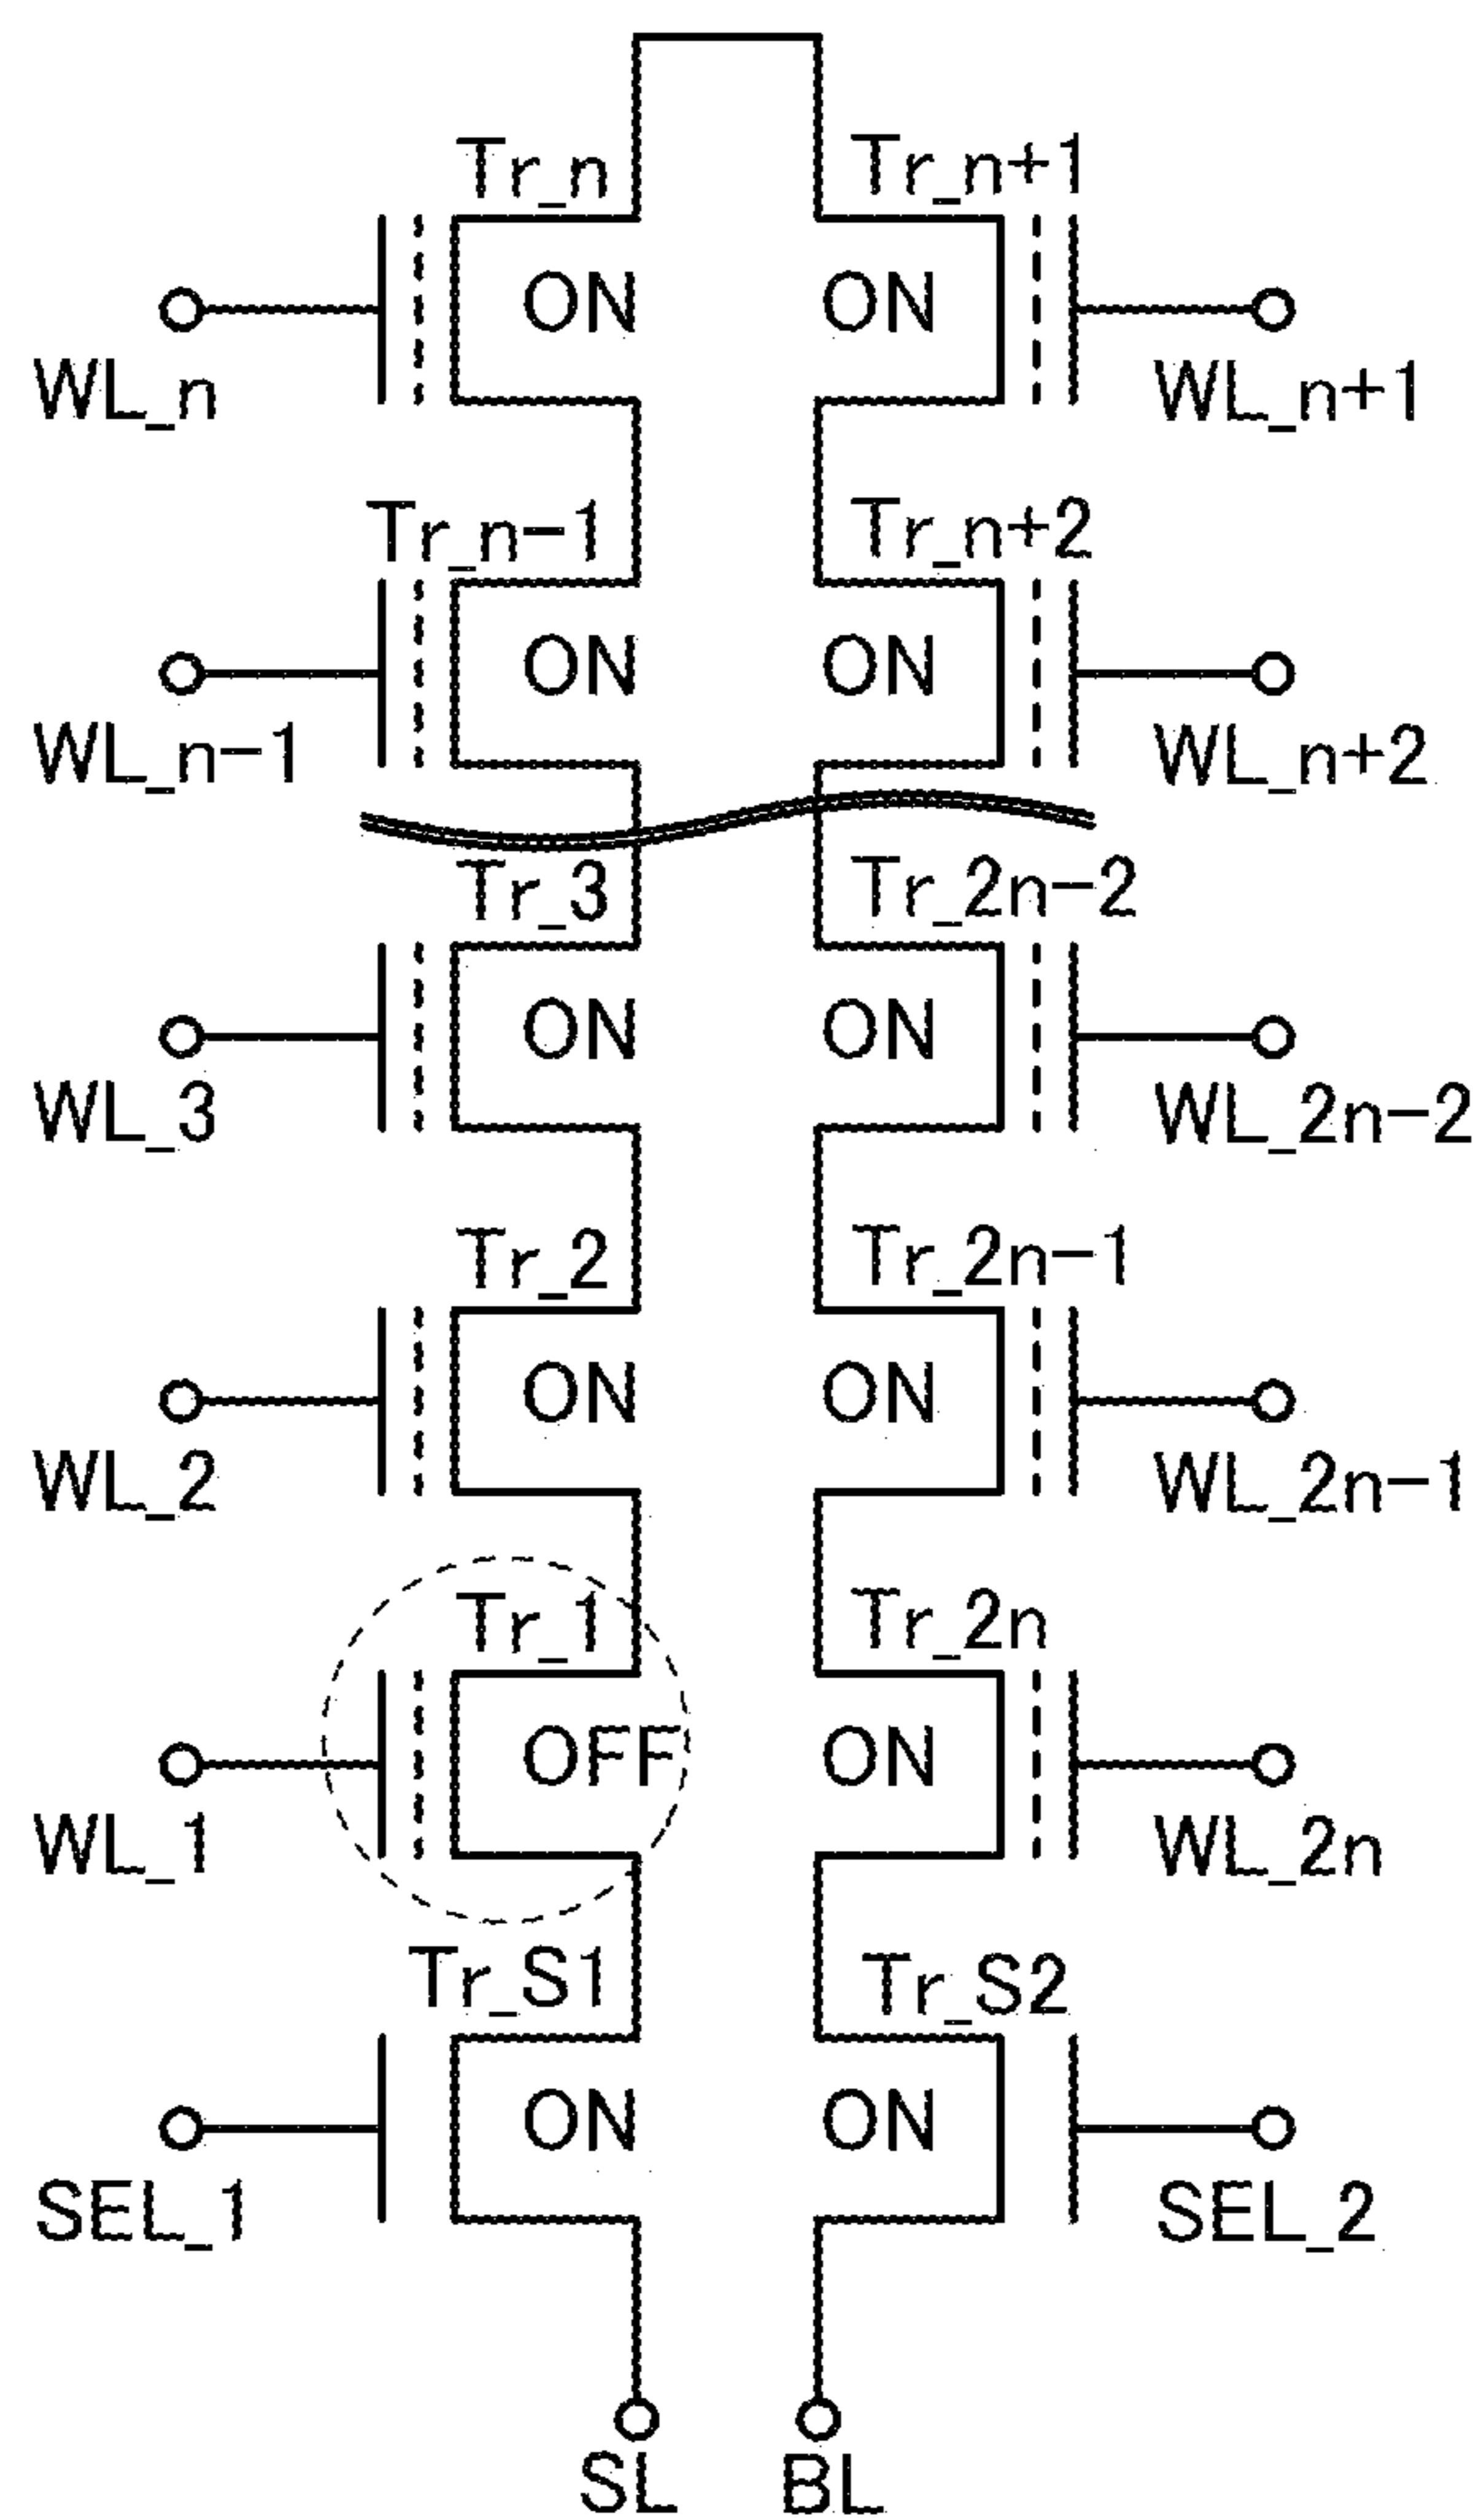 Tr_n Tr_n+1
ON ON
WL_n WL_n+1
Tr_n-1 Tr_n+2
ON ON
WL_n-1 WL_n+2
Tr_3 Tr_2n-2
ON ON
WL_3 WL_2n-2
Tr_2 Tr_2n-1
ON ON
WL_2 WL_2n-1
Tr_1 Tr_2n
OFF ON
WL_1 WL_2n
Tr_S1 Tr_S2
ON ON
SEL_1 SEL_2
SL BL